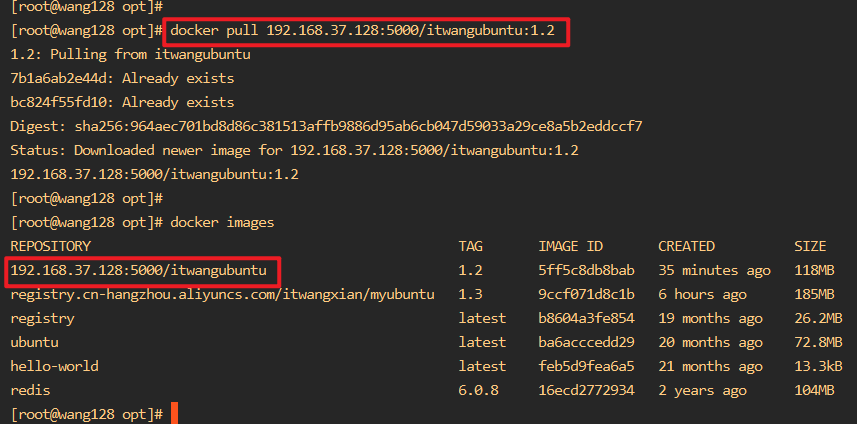 [root@wang128 opt]#
[root@wang128 opt]# docker pull 192.168.37.128:5000/itwangubuntu:1.2
1.2: Pulling from itwangubuntu
7b1a6ab2e44d: Already exists
bc824f55fd10: Already exists
Digest: sha256:964aec701bd8d86c381513affb9886d95ab6cb047d59033a29ce8a5b2eddccf7
Status: Downloaded newer image for 192.168.37.128:5000/itwangubuntu:1.2
192.168.37.128:5000/itwangubuntu:1.2
[root@wang128 opt]#
[root@wang128 opt]# docker images
REPOSITORY TAG IMAGE ID CREATED SIZE
192.168.37.128:5000/itwangubuntu 1.2 5ff5c8db8bab 35 minutes ago 118MB
registry.cn-hangzhou.aliyuncs.com/itwangxian/myubuntu 1.3 9ccf071d8c1b 6 hours ago 185MB
registry latest b8604a3fe854 19 months ago 26.2MB
ubuntu latest ba6acccedd29 20 months ago 72.8MB
hello-world latest feb5d9fea6a5 21 months ago 13.3kB
redis 6.0.8 16ecd2772934 2 years ago 104MB
[root@wang128 opt]#